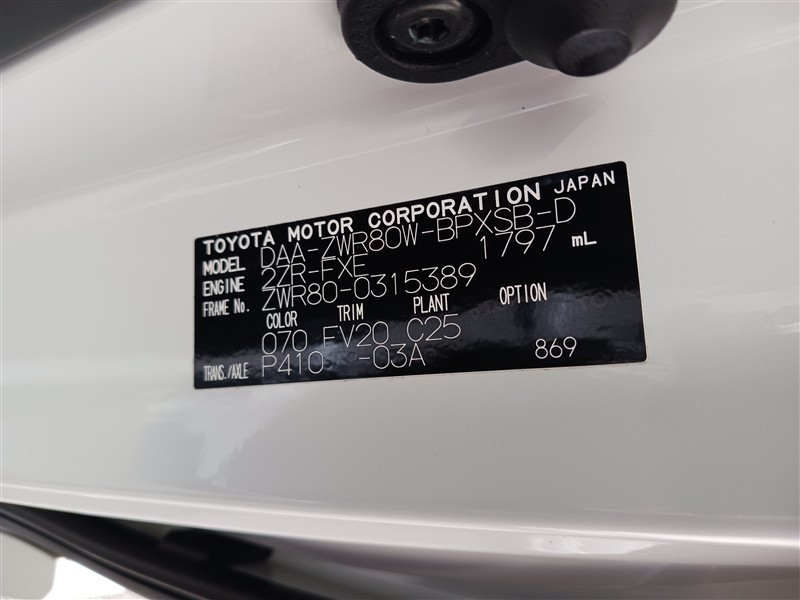 TOYOTA MOTOR CORPORATION JAPAN
MODEL DAA-ZWR80W-BPXSB-D
ENGINE 2ZR-FXE 1797 mL
FRAME No. ZWR80-0315389
COLOR TRIM PLANT OPTION
070 FV20 C25
TRANS./AXLE P410 -03A 869